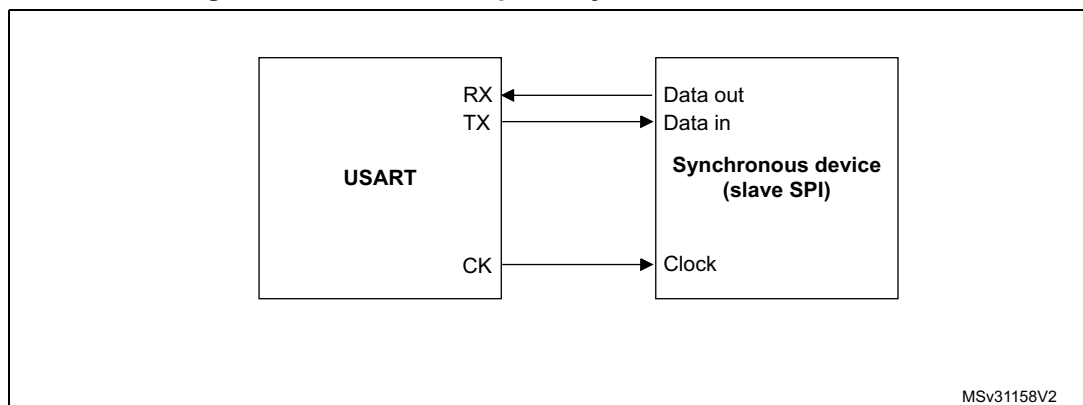 RX
Data out
TX
Data in
USART
Synchronous device
(slave SPI)
CK
Clock
MSv31158V2